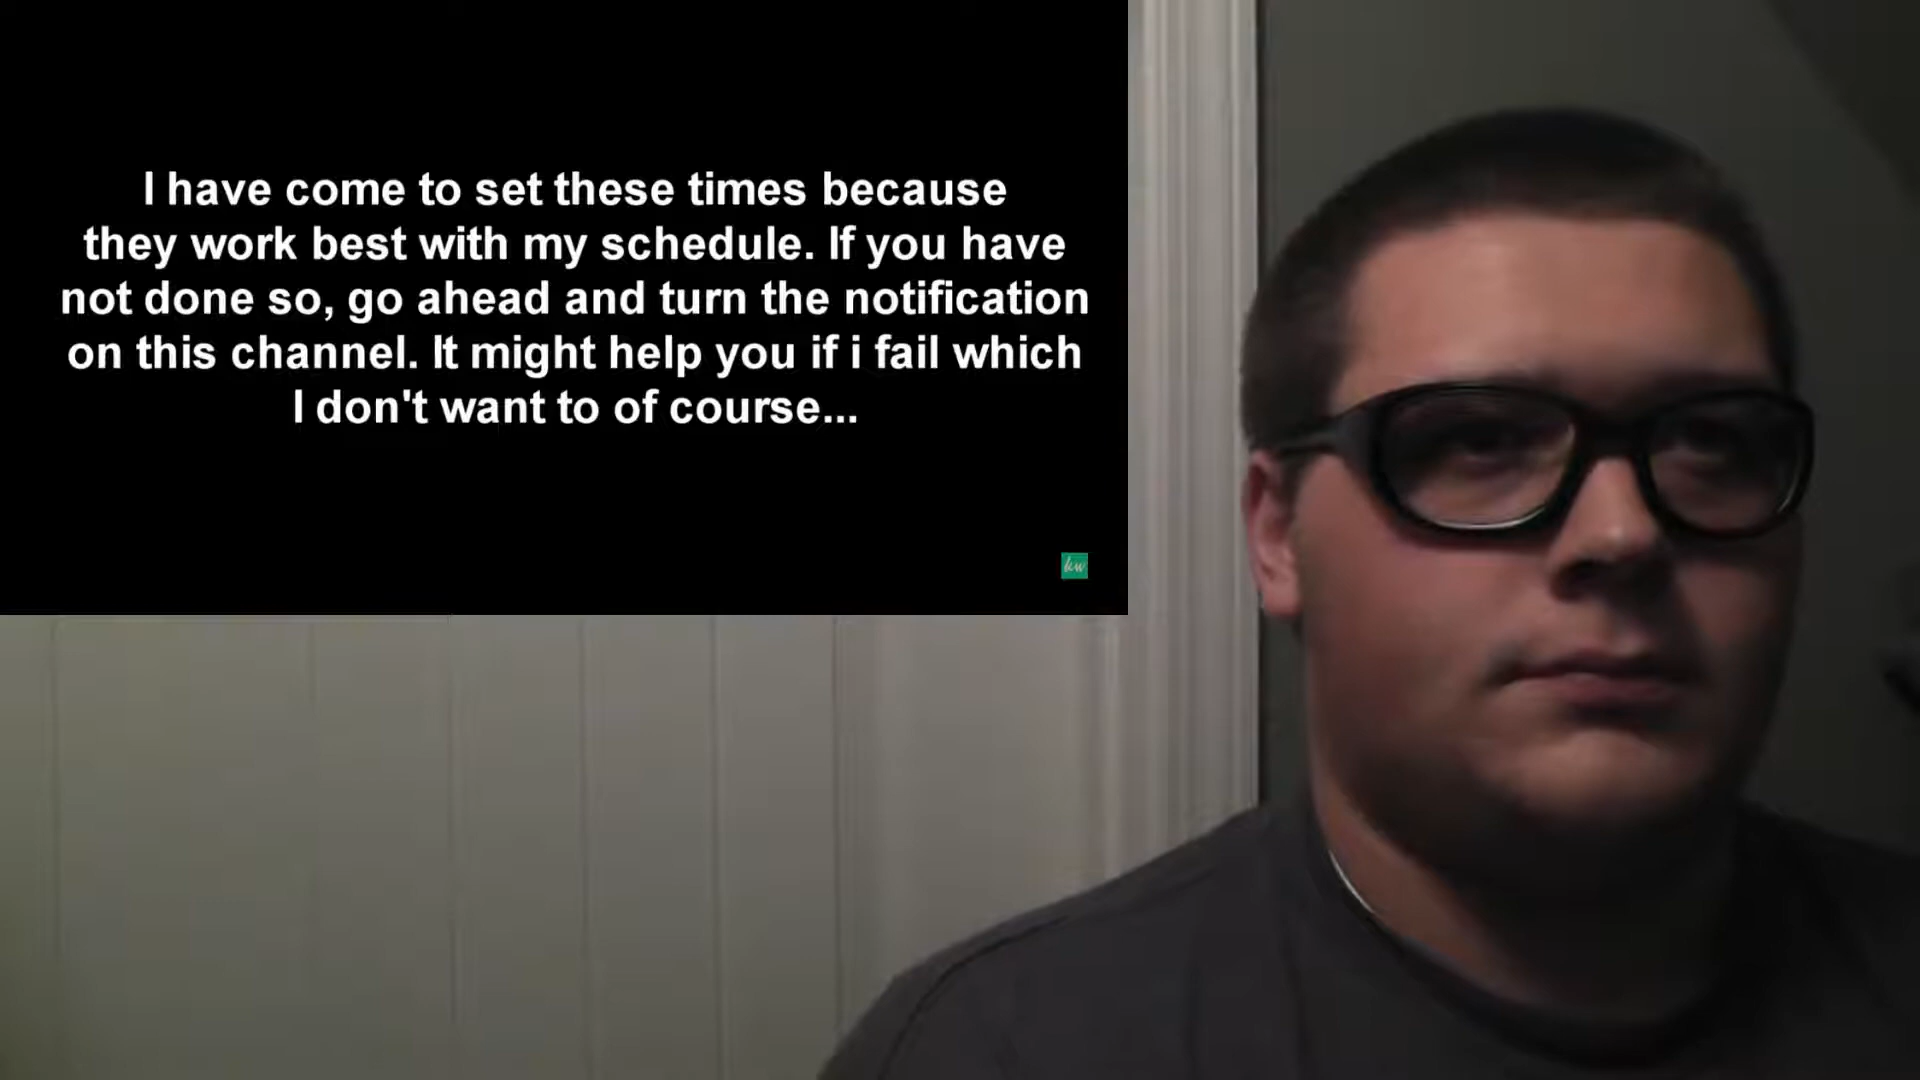 I have come to set these times because
they work best with my schedule. If you have
not done so, go ahead and turn the notification
on this channel. It might help you if i fail which
I don't want to of course...
kw